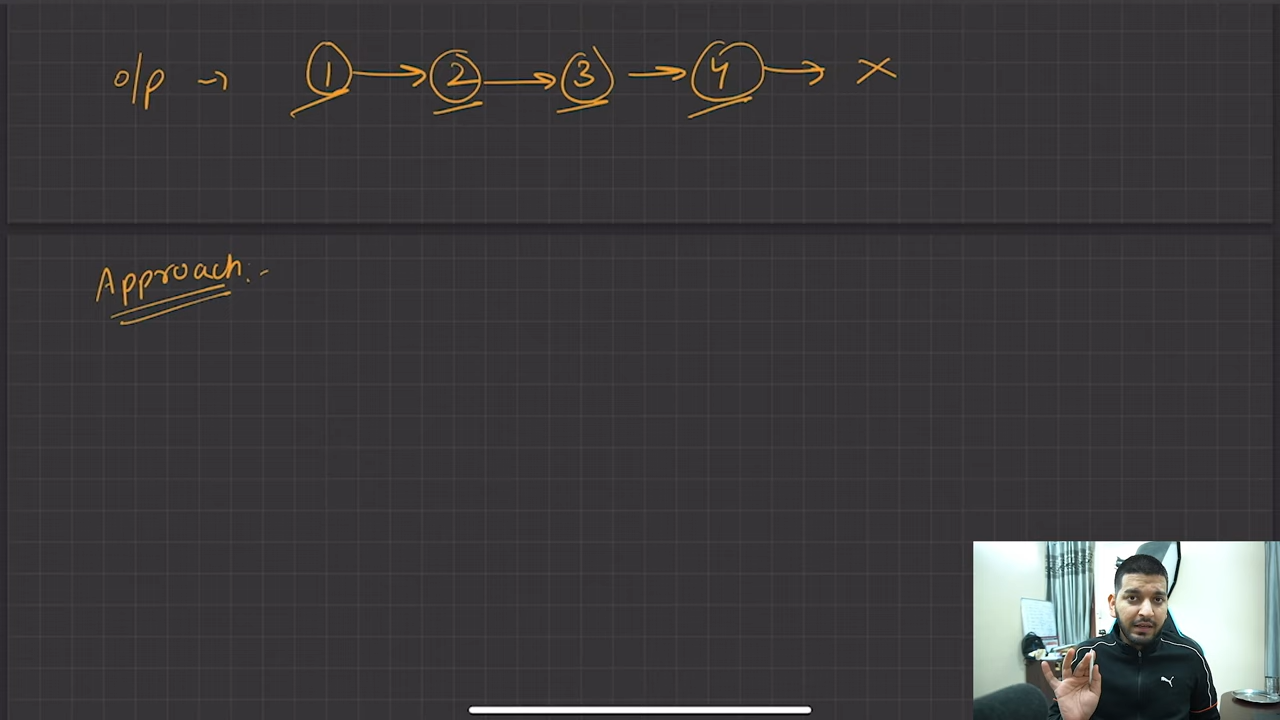 o/p → 1 → 2 → 3 → 4 → X
Approach :-